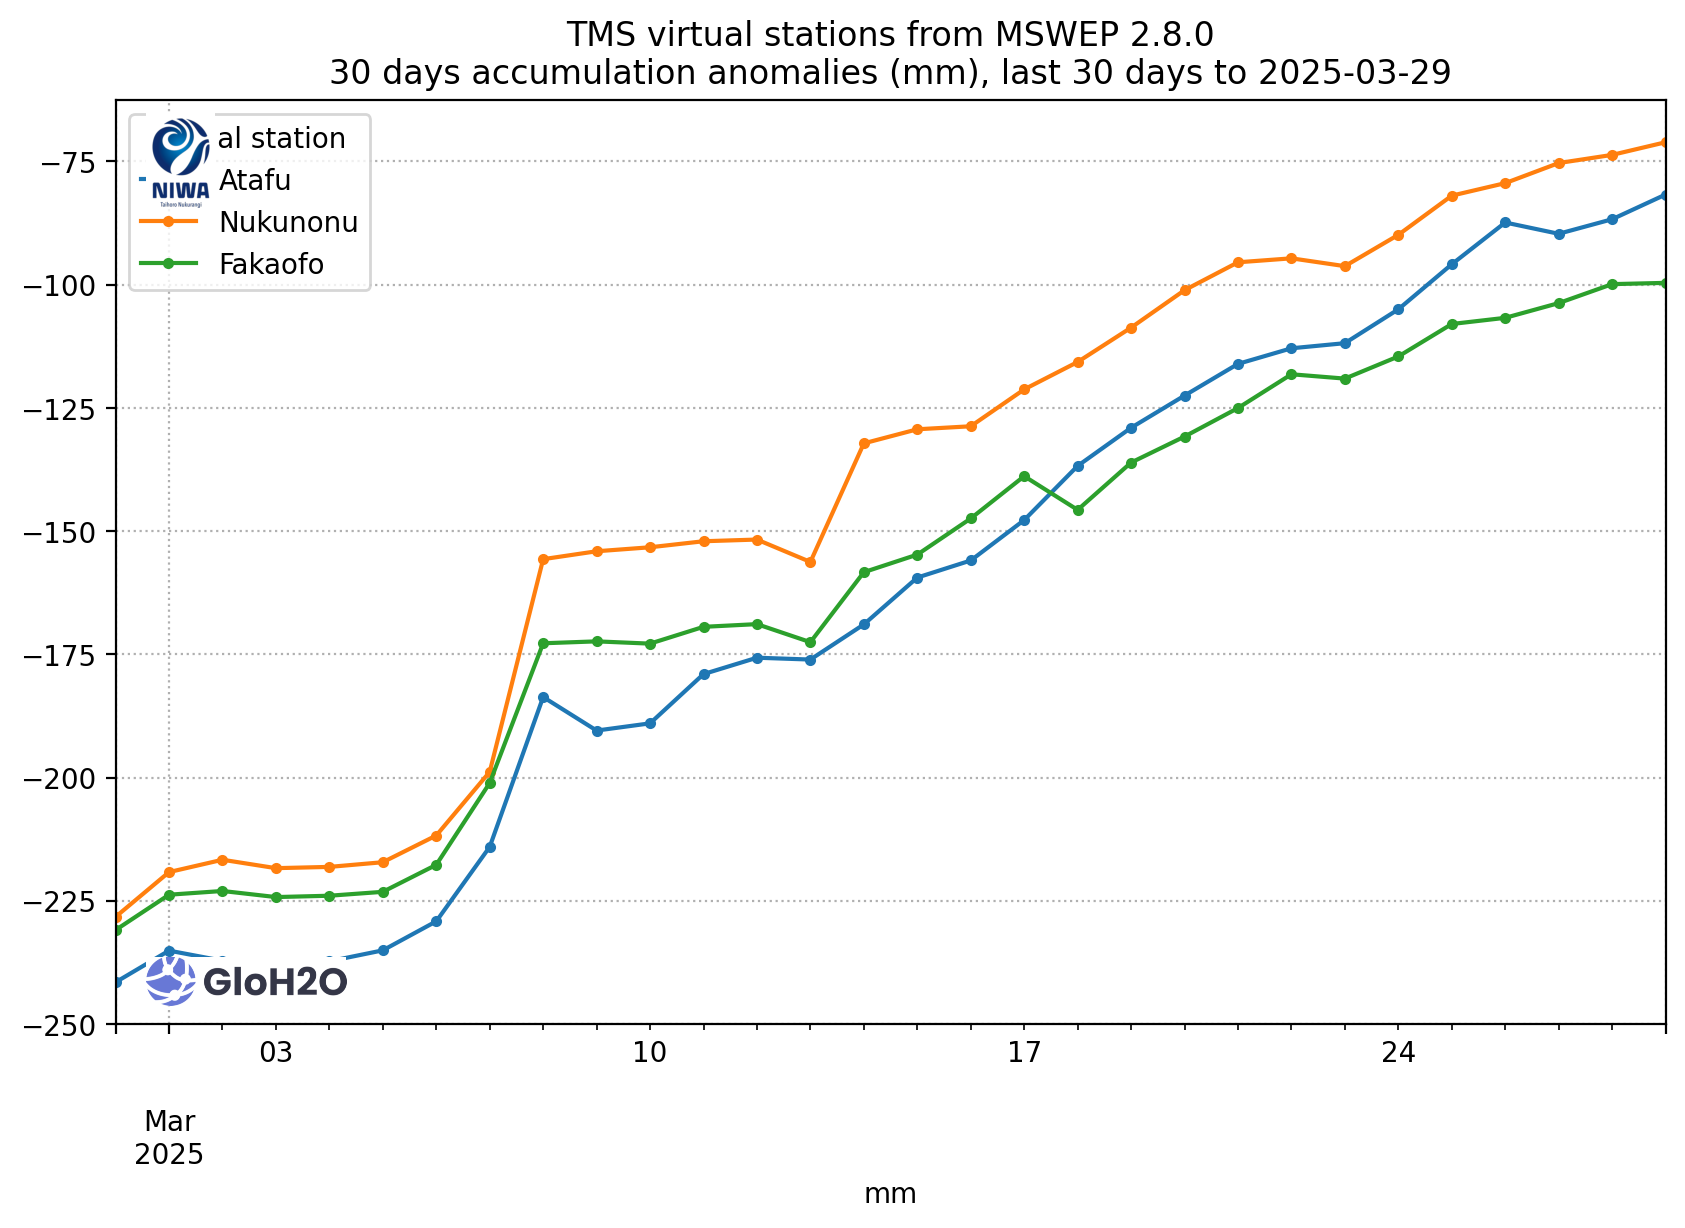 TMS virtual stations from MSWEP 2.8.0
30 days accumulation anomalies (mm), last 30 days to 2025-03-29
al station
Atafu
Nukunonu
Fakaofo
NIWA
Taihoro Nukurangi
−75
−100
−125
−150
−175
−200
−225
−250
GloH2O
03 10 17 24
Mar
2025
mm